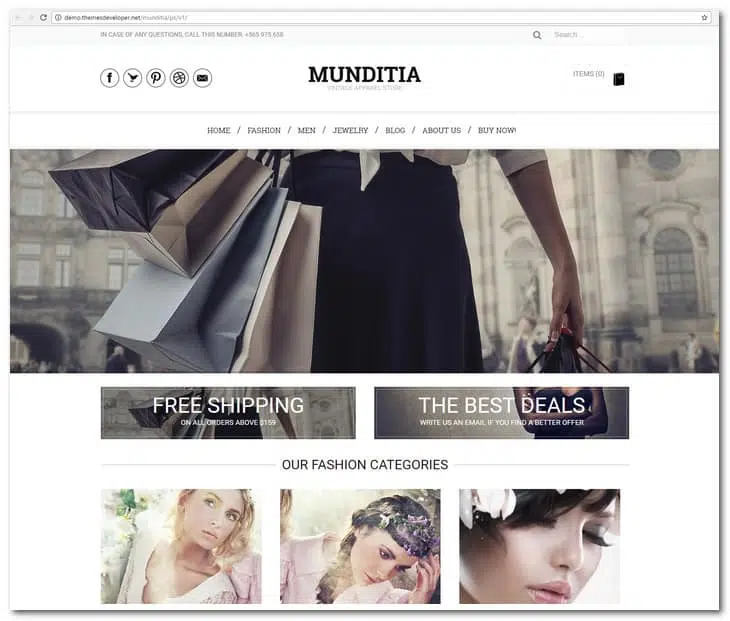 demo.themesdeveloper.net/munditia/ps/v1/
IN CASE OF ANY QUESTIONS, CALL THIS NUMBER: +565 975 658
Search ...
MUNDITIA
VINTAGE APPAREL STORE
ITEMS (0)
HOME / FASHION / MEN / JEWELRY / BLOG / ABOUT US / BUY NOW!
FREE SHIPPING
ON ALL ORDERS ABOVE $159
THE BEST DEALS
WRITE US AN EMAIL IF YOU FIND A BETTER OFFER
OUR FASHION CATEGORIES